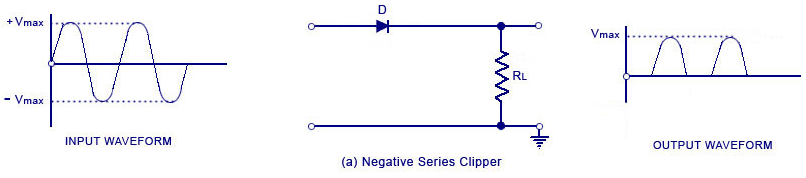 +Vmax
- Vmax
INPUT WAVEFORM
D
RL
(a) Negative Series Clipper
Vmax
OUTPUT WAVEFORM